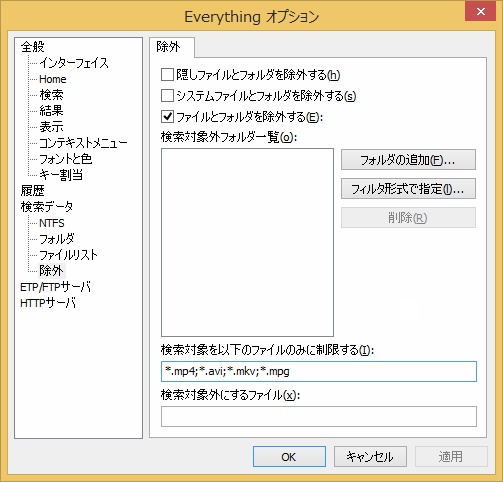 Everything オプション
全般
インターフェイス
Home
検索
結果
表示
コンテキストメニュー
フォントと色
キー割当
履歴
検索データ
NTFS
フォルダ
ファイルリスト
除外
ETP/FTPサーバ
HTTPサーバ
除外
隠しファイルとフォルダを除外する(h)
システムファイルとフォルダを除外する(s)
ファイルとフォルダを除外する(E):
検索対象外フォルダ一覧(o):
フォルダの追加(F)...
フィルタ形式で指定(I)...
削除(R)
検索対象を以下のファイルのみに制限する(I):
*.mp4;*.avi;*.mkv;*.mpg
検索対象外にするファイル(x):
OK
キャンセル
適用